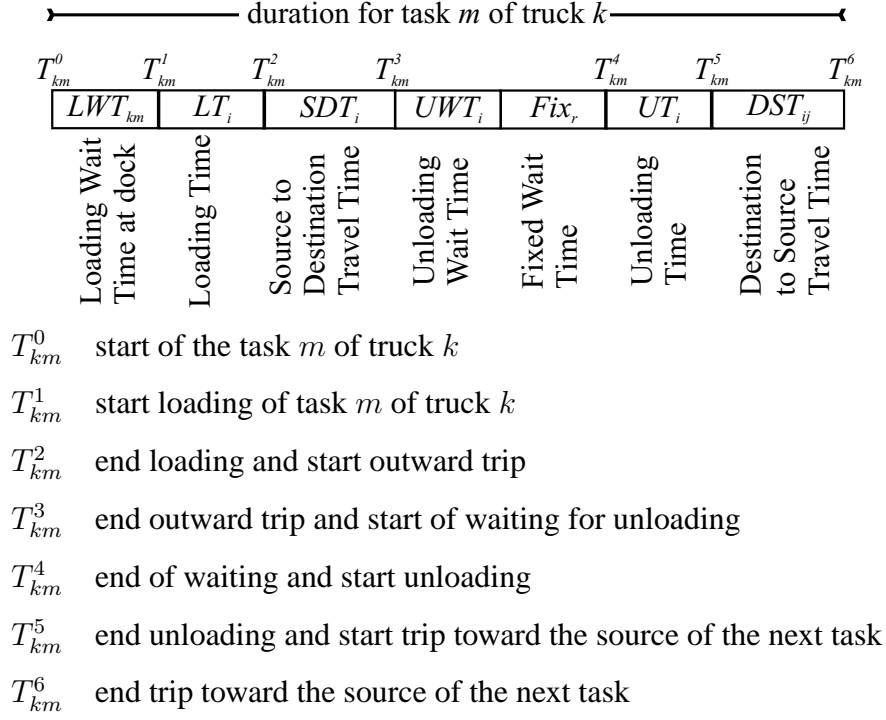 duration for task m of truck k
T⁰ₖₘ T¹ₖₘ T²ₖₘ T³ₖₘ T⁴ₖₘ T⁵ₖₘ T⁶ₖₘ
LWTₖₘ LTᵢ SDTᵢ UWTᵢ Fixᵣ UTᵢ DSTᵢⱼ
Loading Wait
Time at dock
Loading Time
Source to
Destination
Travel Time
Unloading
Wait Time
Fixed Wait
Time
Unloading
Time
Destination
to Source
Travel Time
T⁰ₖₘ start of the task m of truck k
T¹ₖₘ start loading of task m of truck k
T²ₖₘ end loading and start outward trip
T³ₖₘ end outward trip and start of waiting for unloading
T⁴ₖₘ end of waiting and start unloading
T⁵ₖₘ end unloading and start trip toward the source of the next task
T⁶ₖₘ end trip toward the source of the next task